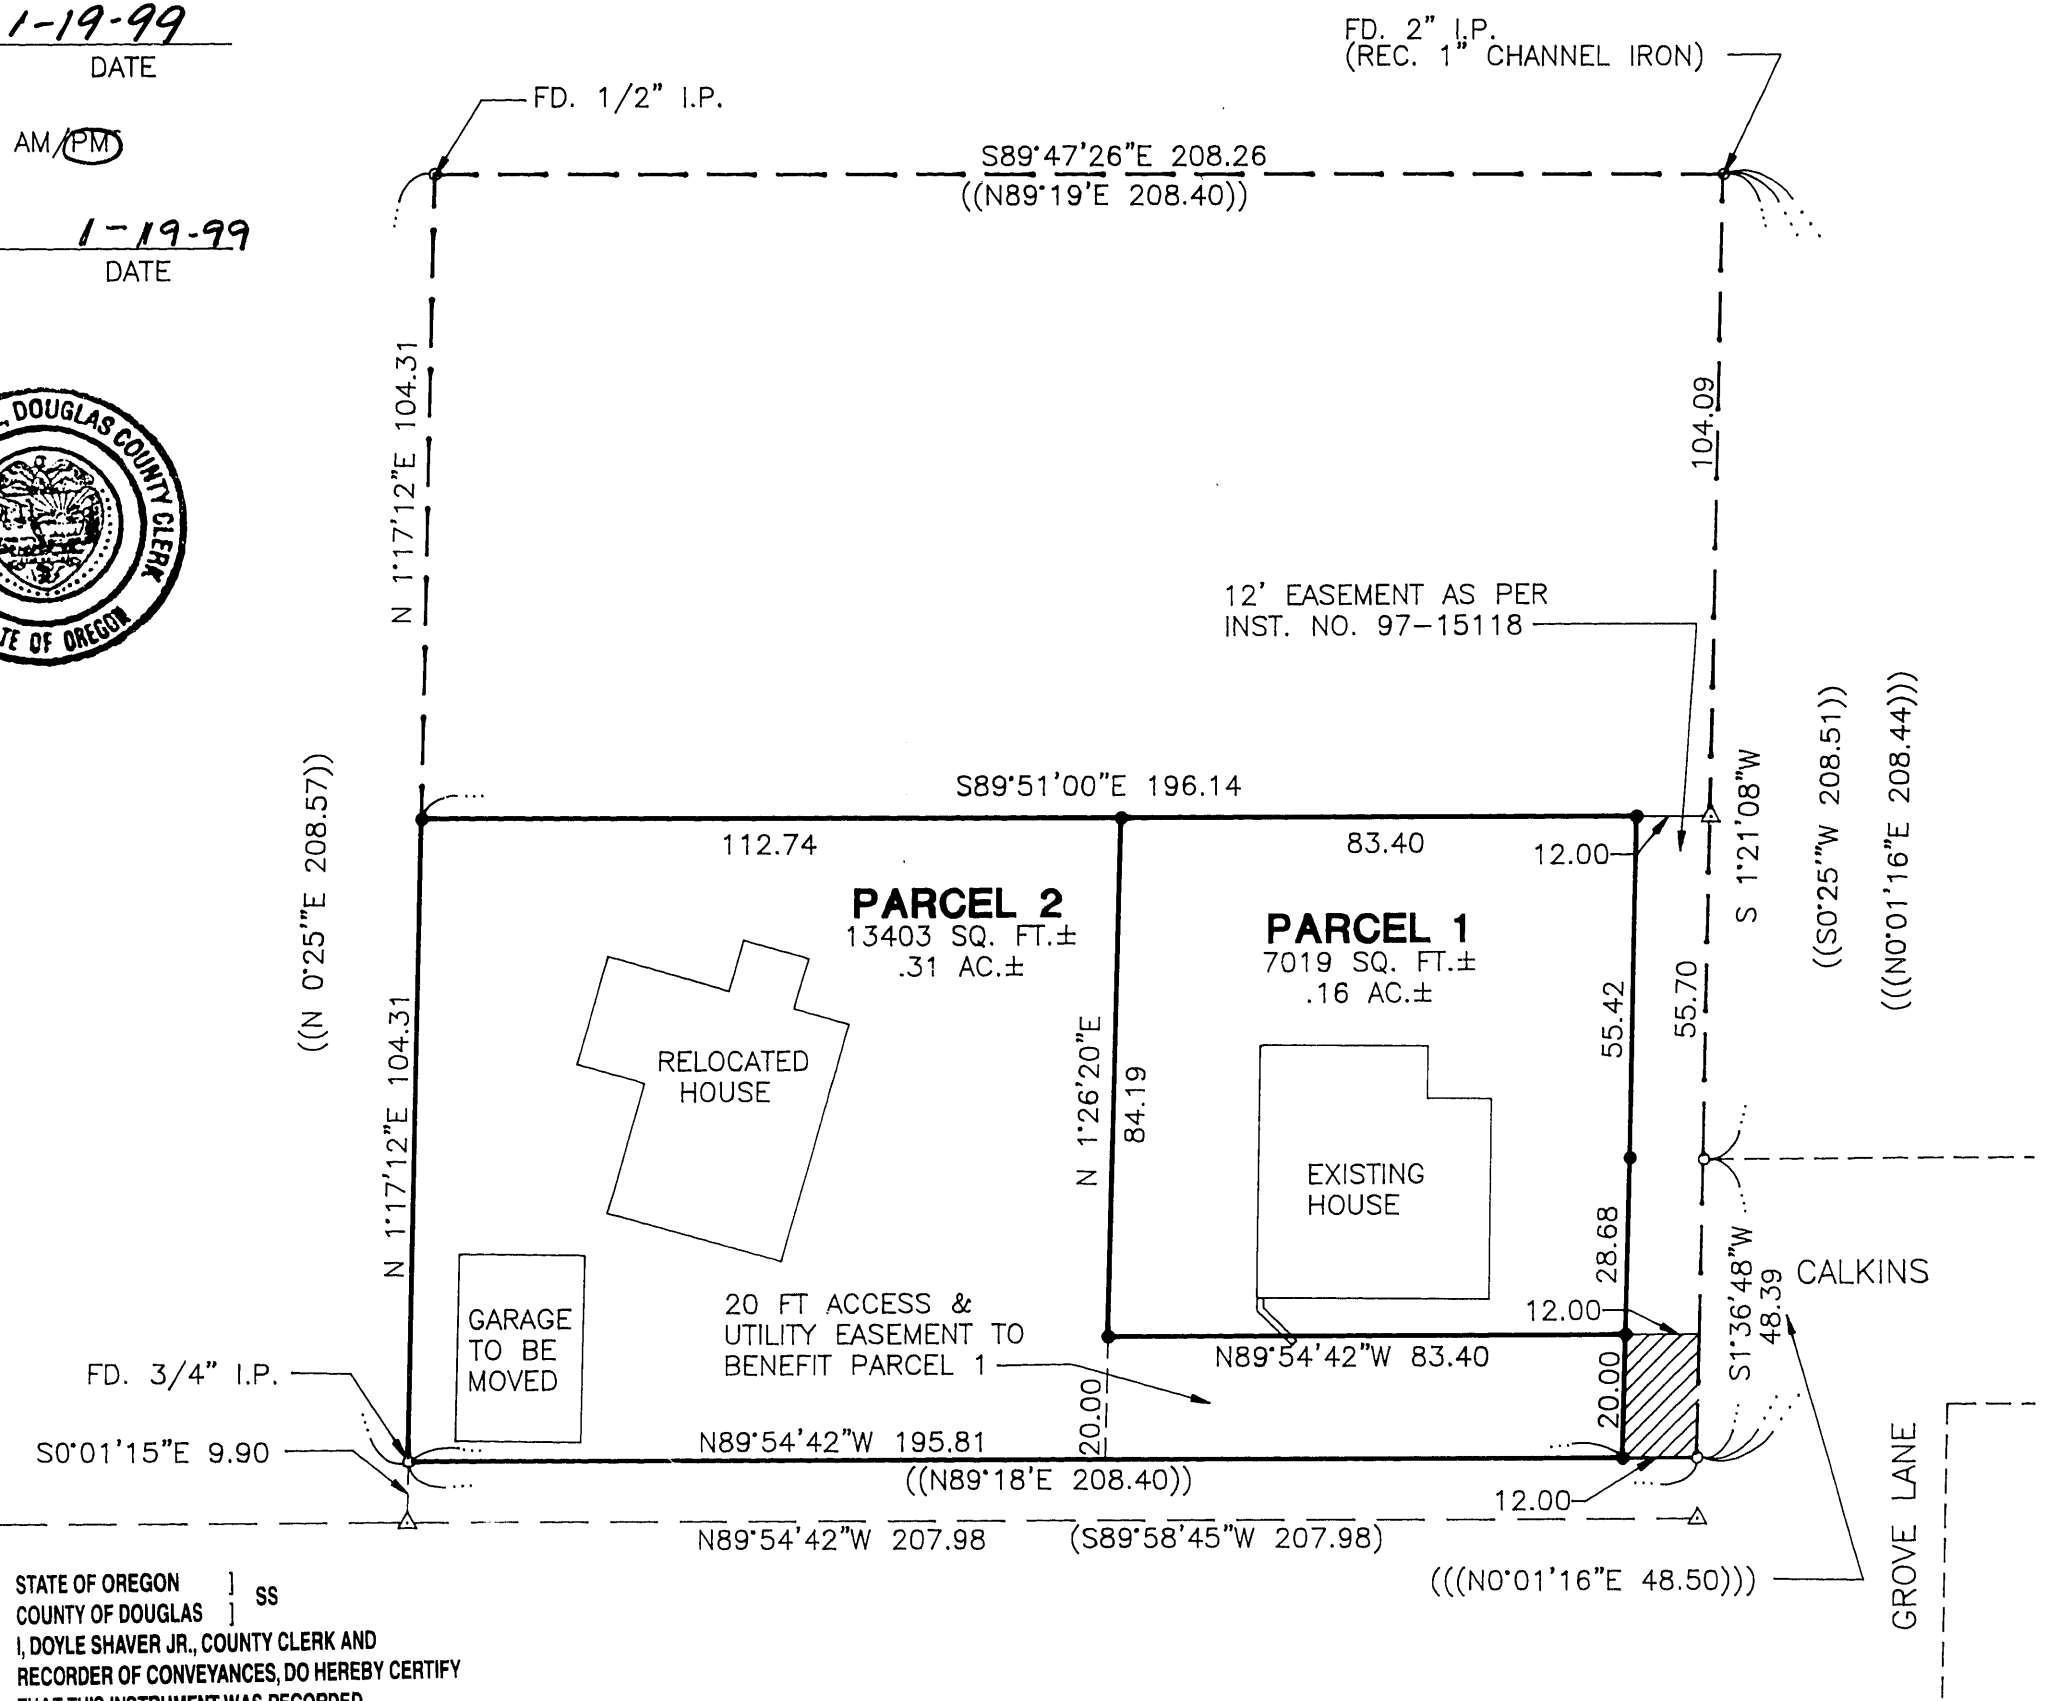 1-19-99
DATE
AM/PM
1-19-99
DATE
FD. 1/2" I.P.
FD. 2" I.P.
(REC. 1" CHANNEL IRON)
S89°47'26"E 208.26
((N89°19'E 208.40))
DOUGLAS COUNTY CLERK
TE OF OREGON
N 1°17'12"E 104.31
104.09
12' EASEMENT AS PER
INST. NO. 97-15118
((N 0°25'"E 208.57))
S 1°21'08"W
((S0°25'"W 208.51))
(((N0°01'16"E 208.44)))
S89°51'00"E 196.14
112.74
83.40
12.00
PARCEL 2
13403 SQ. FT.±
.31 AC.±
PARCEL 1
7019 SQ. FT.±
.16 AC.±
N 1°17'12"E 104.31
RELOCATED
HOUSE
N 1°26'20"E
84.19
55.42
55.70
EXISTING
HOUSE
28.68
S1°36'48"W
48.39
CALKINS
GARAGE
TO BE
MOVED
20 FT ACCESS &
UTILITY EASEMENT TO
BENEFIT PARCEL 1
12.00
N89°54'42"W 83.40
20.00
20.00
FD. 3/4" I.P.
S0°01'15"E 9.90
N89°54'42"W 195.81
((N89°18'E 208.40))
12.00
N89°54'42"W 207.98
(S89°58'45"W 207.98)
(((N0°01'16"E 48.50)))
GROVE LANE
STATE OF OREGON ] SS
COUNTY OF DOUGLAS ]
I, DOYLE SHAVER JR., COUNTY CLERK AND
RECORDER OF CONVEYANCES, DO HEREBY CERTIFY
THAT THIS INSTRUMENT WAS RECORDED